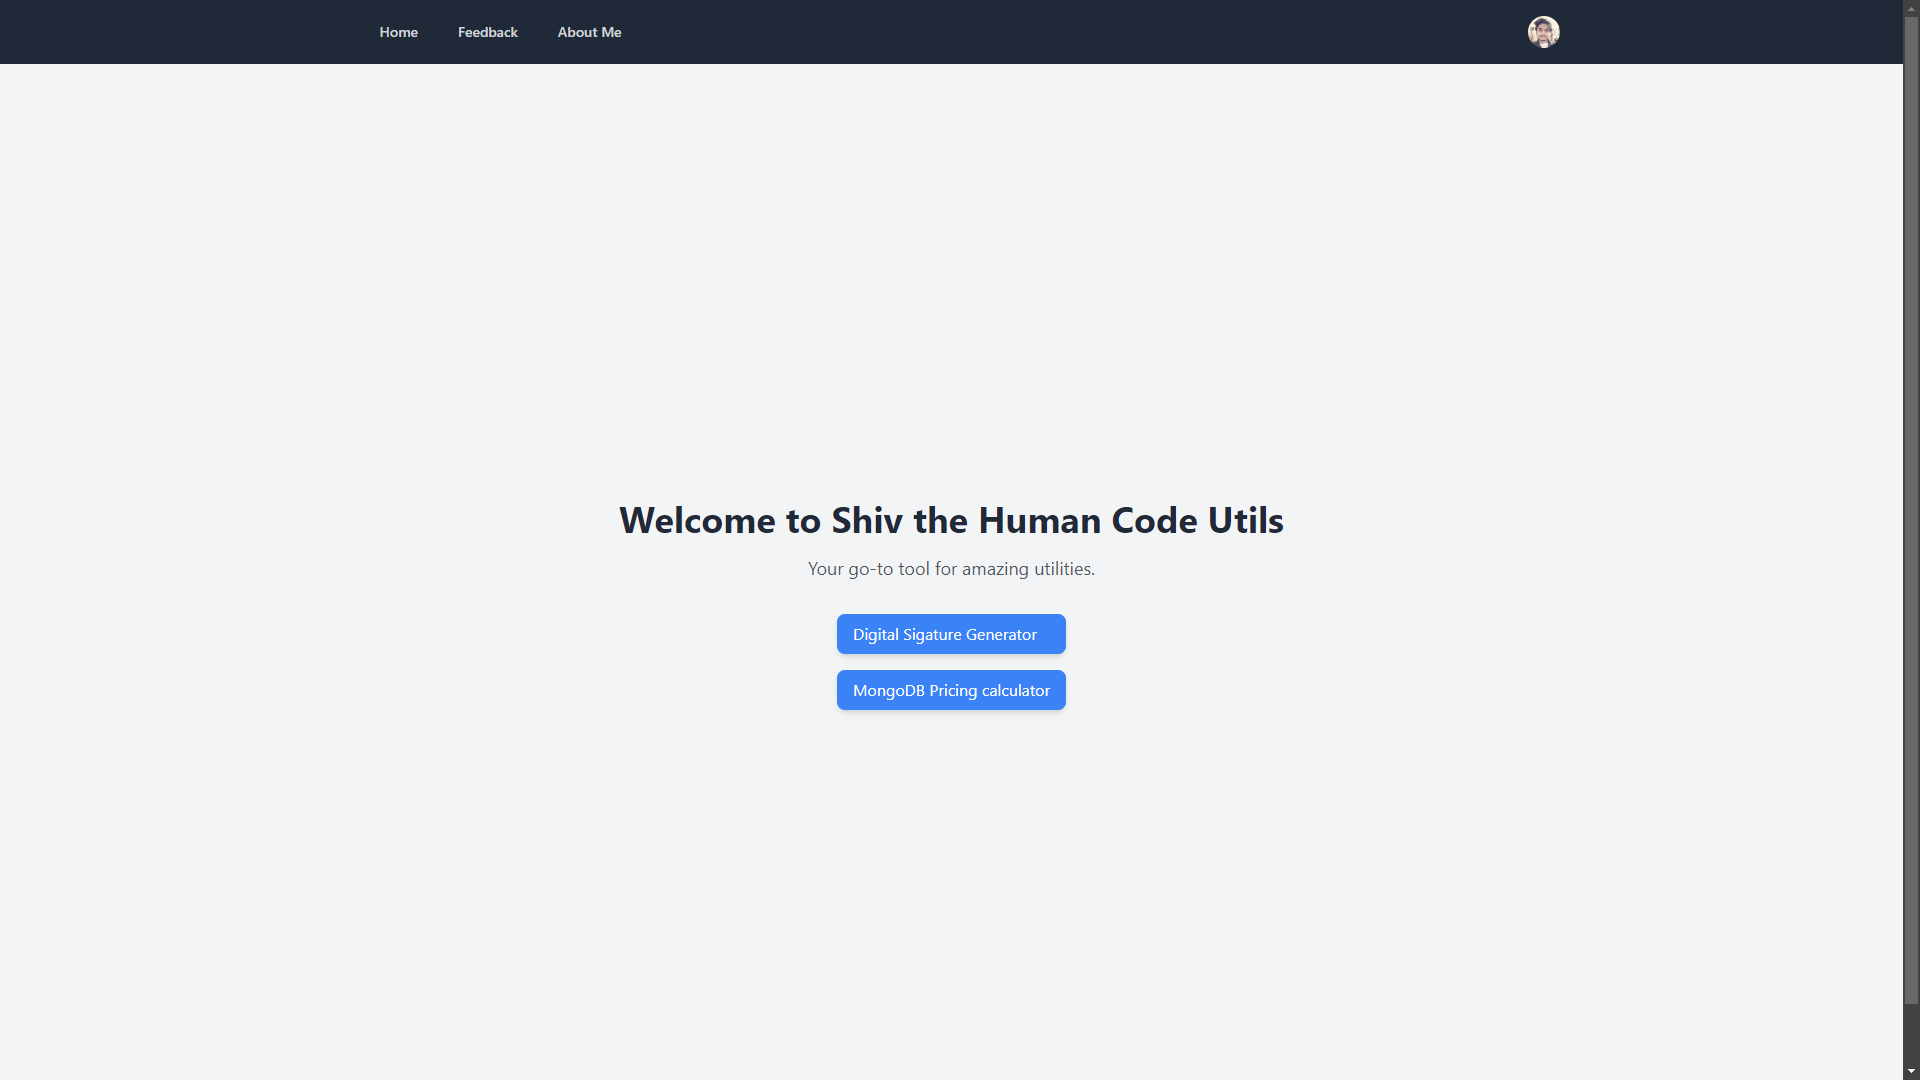 Home Feedback About Me
Welcome to Shiv the Human Code Utils
Your go-to tool for amazing utilities.
Digital Sigature Generator
MongoDB Pricing calculator